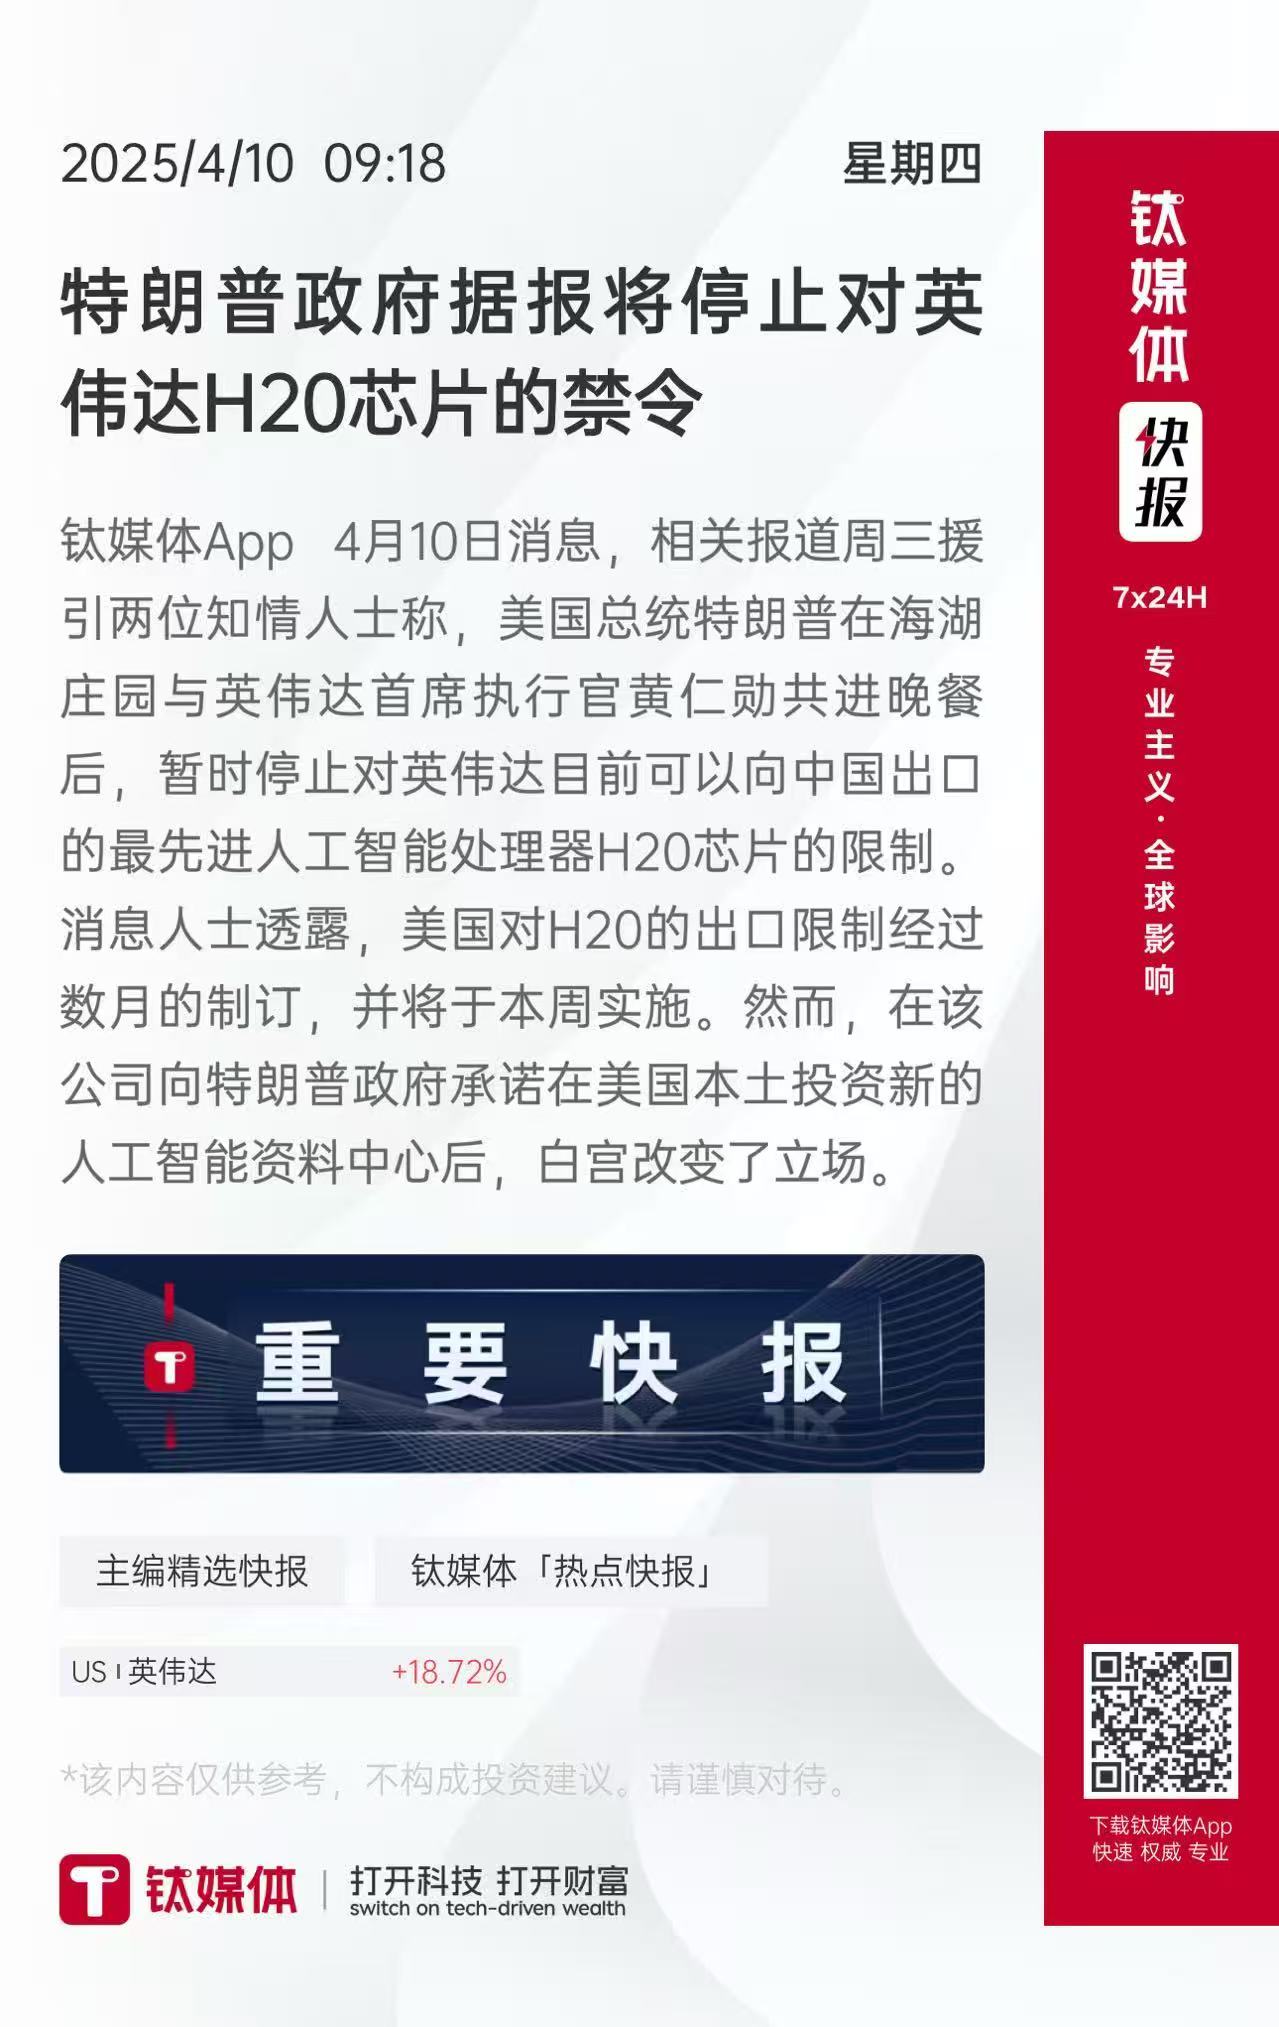 2025/4/10 09:18 星期四
特朗普政府据报将停止对英
伟达H20芯片的禁令
钛媒体App 4月10日消息，相关报道周三援
引两位知情人士称，美国总统特朗普在海湖
庄园与英伟达首席执行官黄仁勋共进晚餐
后，暂时停止对英伟达目前可以向中国出口
的最先进人工智能处理器H20芯片的限制。
消息人士透露，美国对H20的出口限制经过
数月的制订，并将于本周实施。然而，在该
公司向特朗普政府承诺在美国本土投资新的
人工智能资料中心后，白宫改变了立场。
重要快报
主编精选快报 钛媒体「热点快报」
US 英伟达 +18.72%
*该内容仅供参考，不构成投资建议。请谨慎对待。
钛媒体 | 打开科技 打开财富
switch on tech-driven wealth
钛媒体
快报
7x24H
专业主义·全球影响
下载钛媒体App
快速 权威 专业